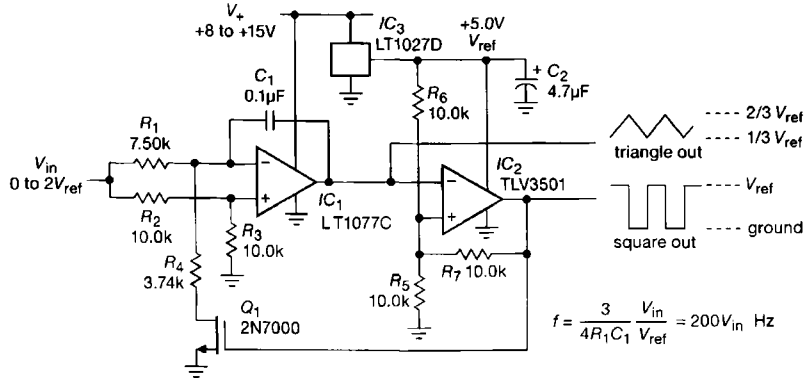 V+
+8 to +15V
IC3
LT1027D
+5.0V
Vref
+ C2
4.7µF
C1
0.1µF
R6
10.0k
R1
7.50k
Vin
0 to 2Vref
R2
10.0k
R3
10.0k
−
+
IC1
LT1077C
−
+
IC2
TLV3501
2/3 Vref
1/3 Vref
triangle out
Vref
ground
square out
R4
3.74k
R5
10.0k
R7 10.0k
Q1
2N7000
f = 3/(4R1C1) Vin/Vref = 200Vin Hz